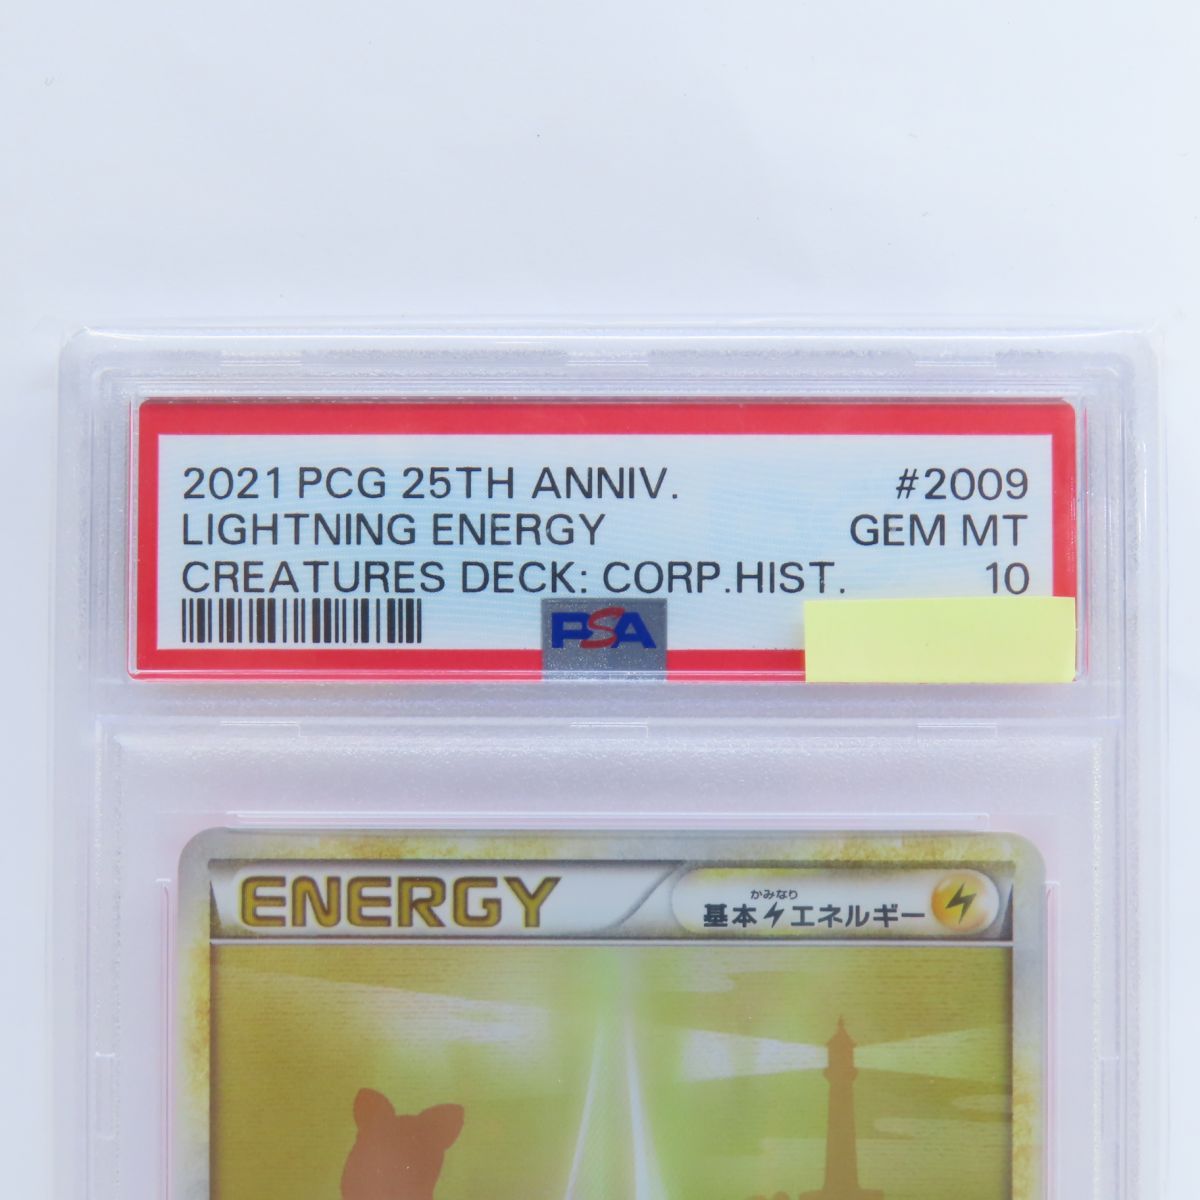 2021 PCG 25TH ANNIV. #2009
LIGHTNING ENERGY GEM MT
CREATURES DECK: CORP.HIST. 10
PSA
ENERGY
かみなり
基本エネルギー